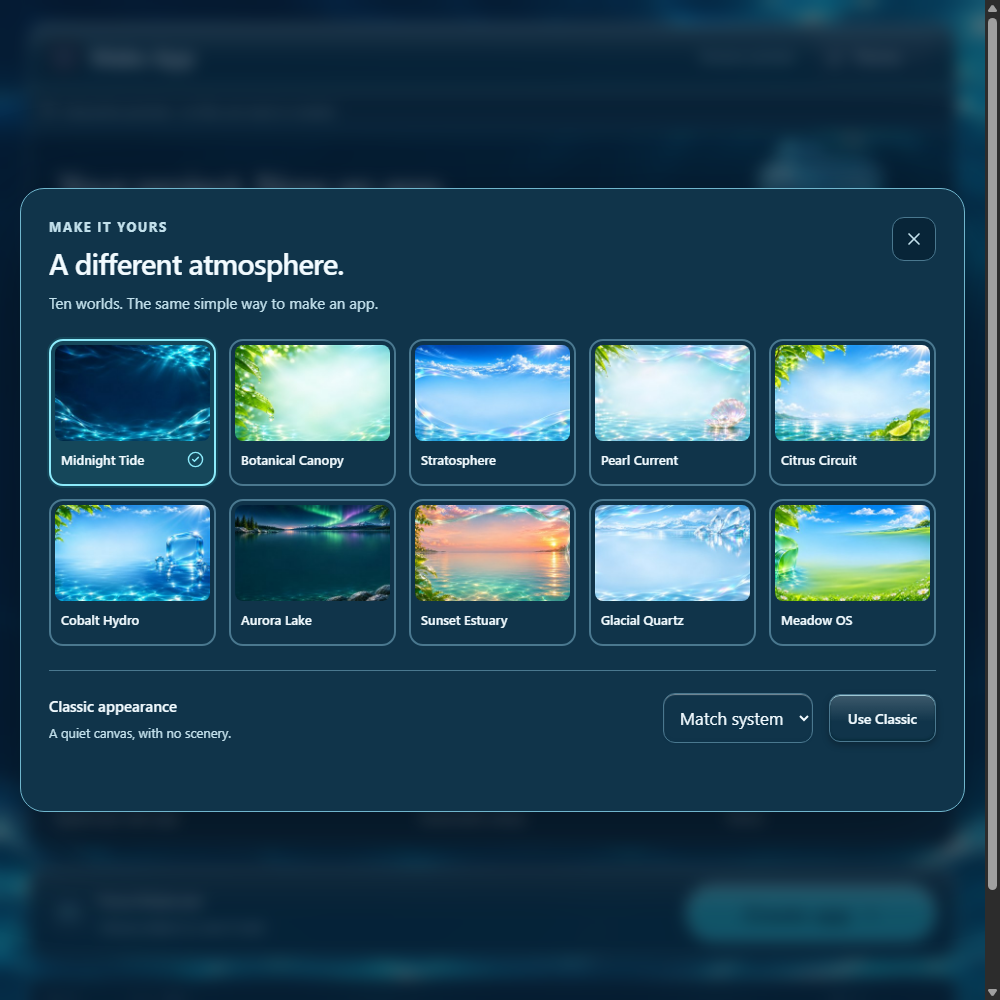 MAKE IT YOURS
A different atmosphere.
Ten worlds. The same simple way to make an app.
Midnight Tide
Botanical Canopy
Stratosphere
Pearl Current
Citrus Circuit
Cobalt Hydro
Aurora Lake
Sunset Estuary
Glacial Quartz
Meadow OS
Classic appearance
A quiet canvas, with no scenery.
Match system
Use Classic